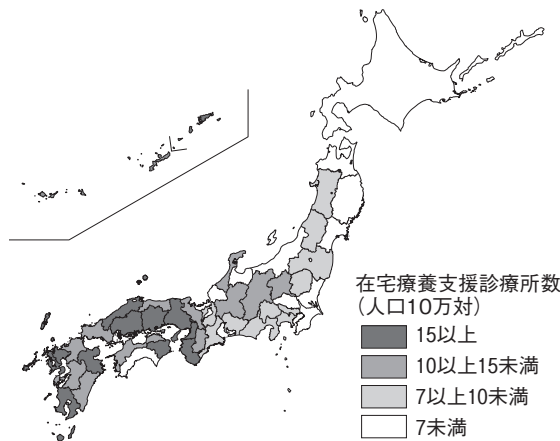 在宅療養支援診療所数
(人口10万対)
15以上
10以上15未満
7以上10未満
7未満